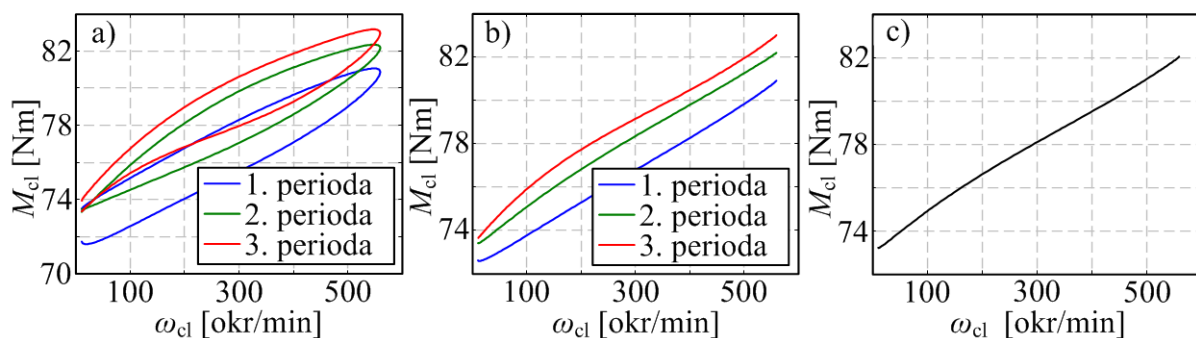 a)
M_cl [Nm]
82
78
74
70
1. perioda
2. perioda
3. perioda
100 300 500
ω_cl [okr/min]
b)
M_cl [Nm]
82
78
74
1. perioda
2. perioda
3. perioda
100 300 500
ω_cl [okr/min]
c)
M_cl [Nm]
82
78
74
100 300 500
ω_cl [okr/min]